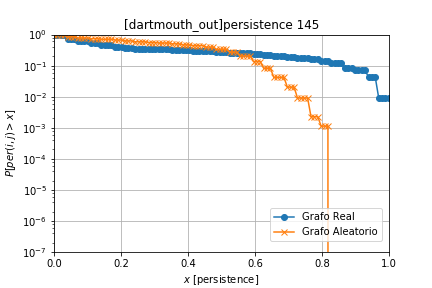 [dartmouth_out]persistence 145
P[per(i, j) > x]
10⁰
10⁻¹
10⁻²
10⁻³
10⁻⁴
10⁻⁵
10⁻⁶
10⁻⁷
Grafo Real
Grafo Aleatorio
0.0 0.2 0.4 0.6 0.8 1.0
x [persistence]